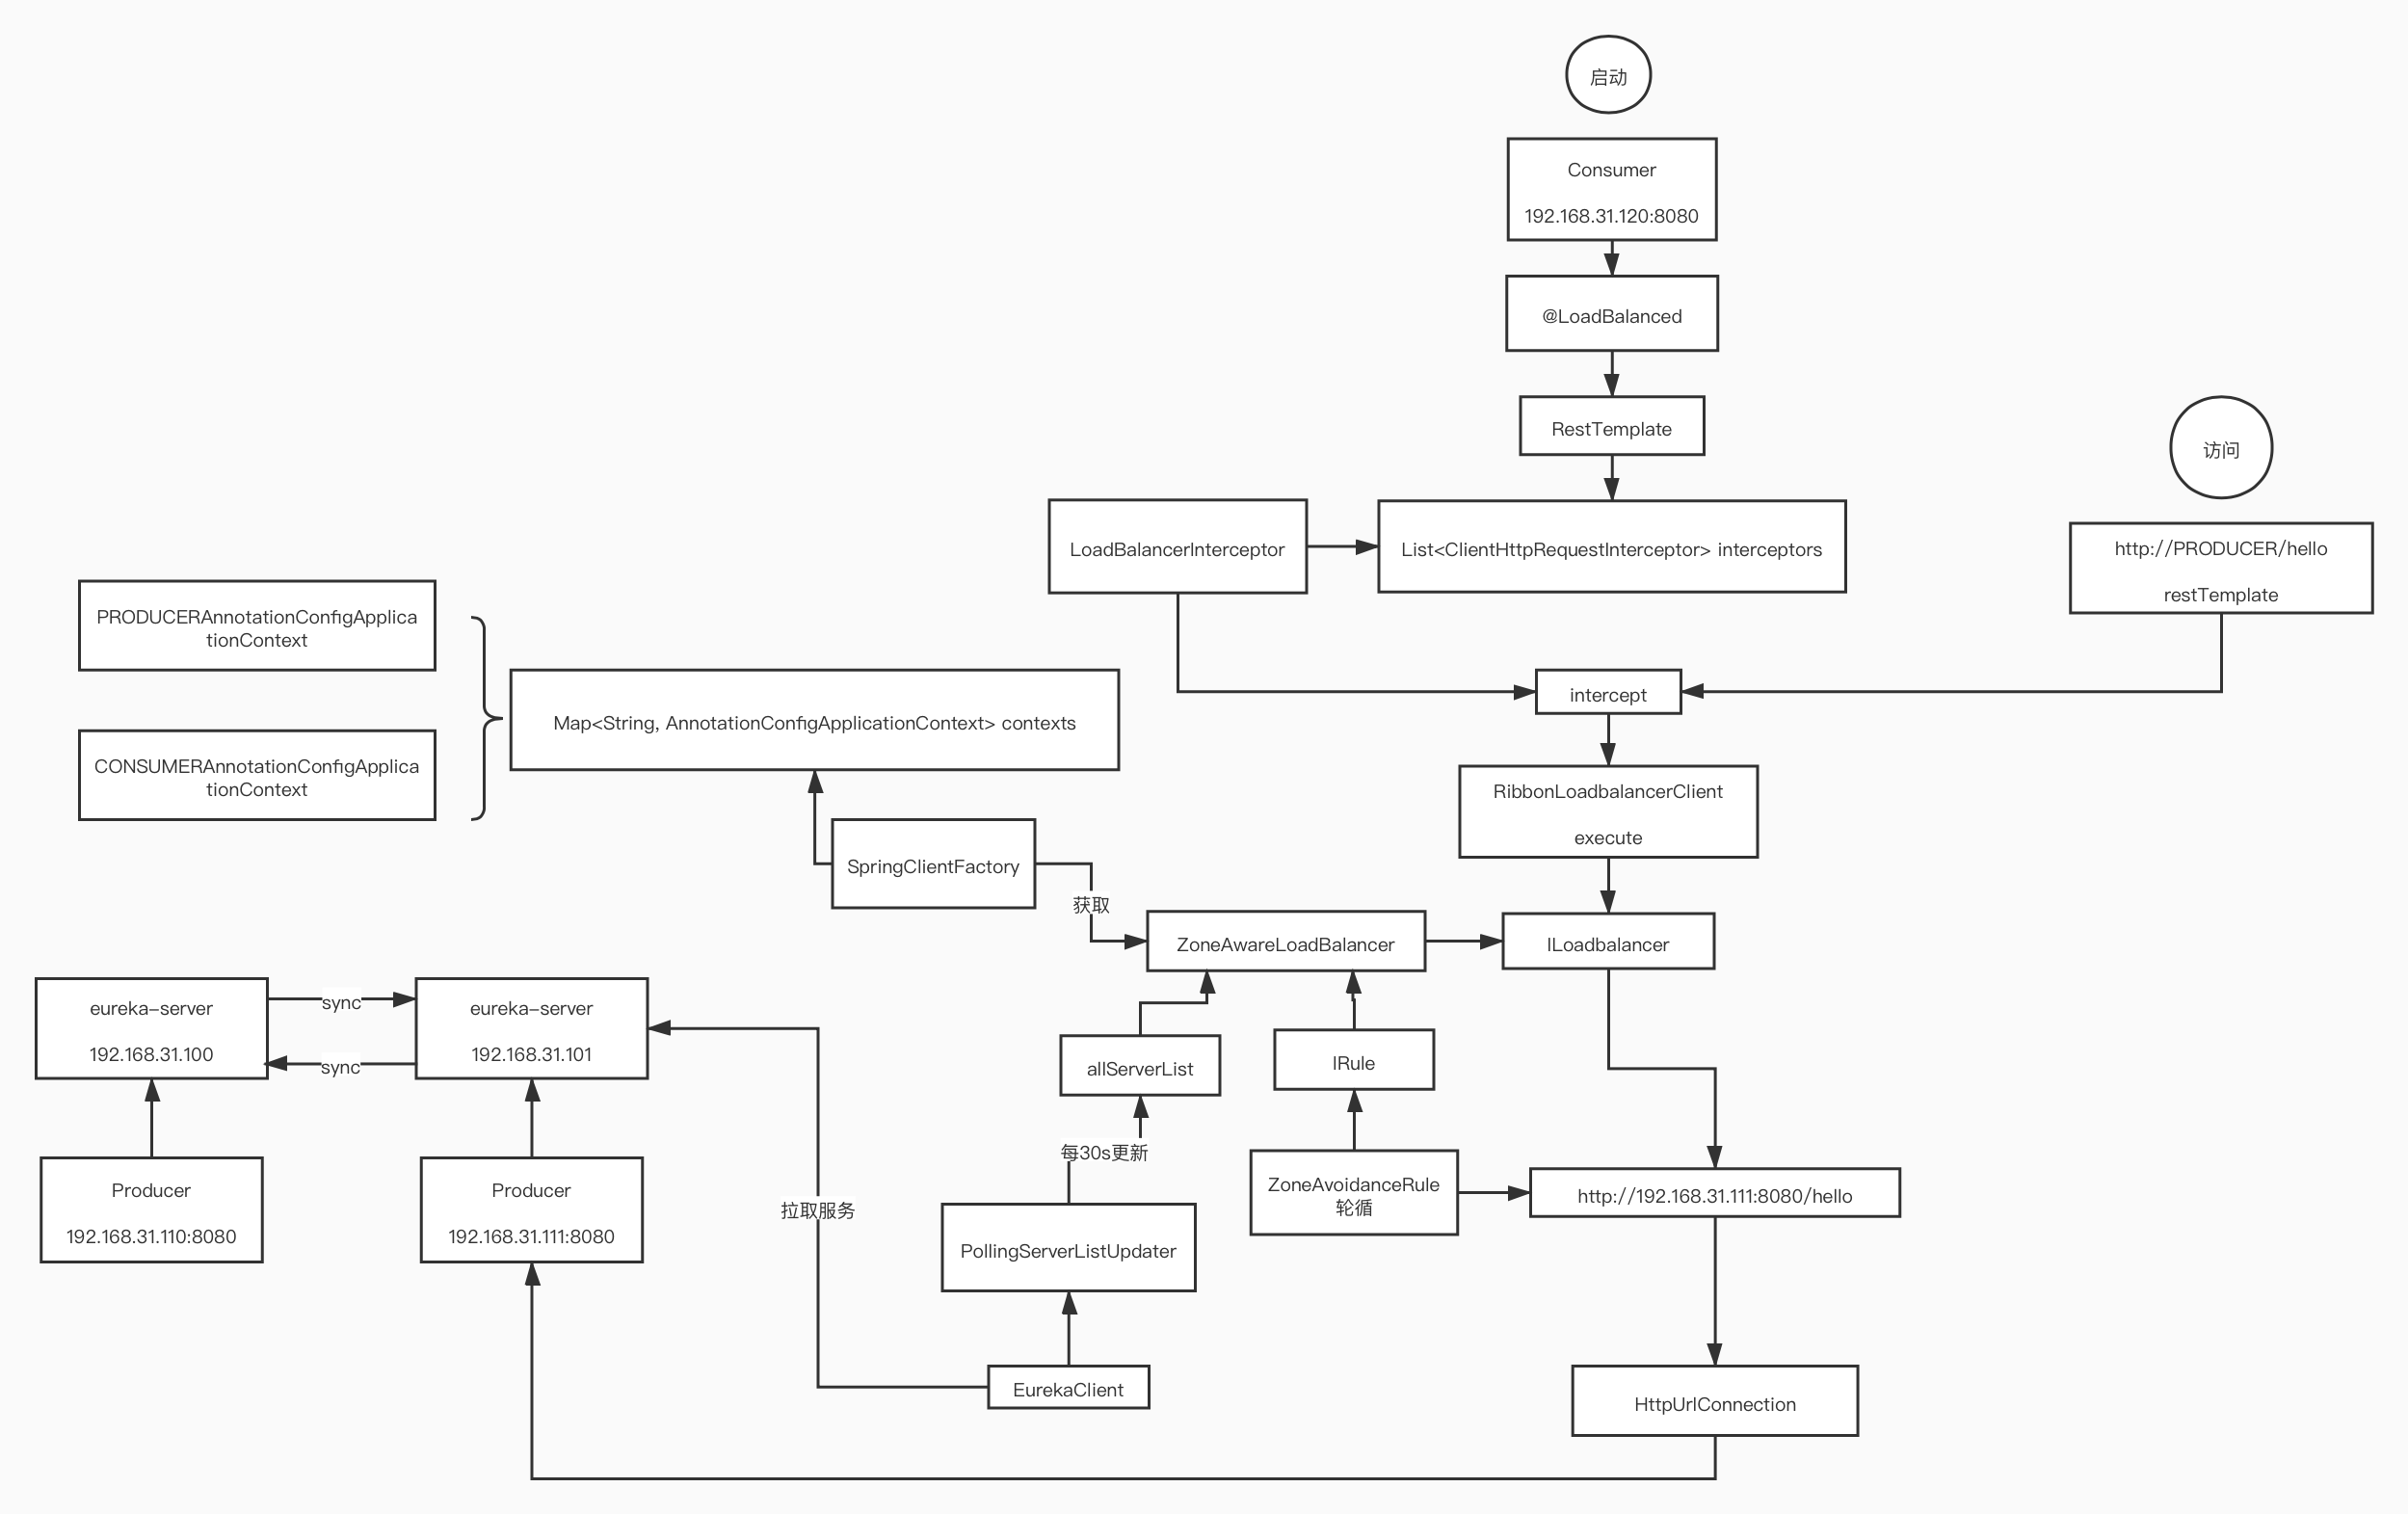 启动
Consumer
192.168.31.120:8080
@LoadBalanced
RestTemplate
访问
LoadBalancerInterceptor
List<ClientHttpRequestInterceptor> interceptors
http://PRODUCER/hello
restTemplate
PRODUCERAnnotationConfigApplica
tionContext
Map<String, AnnotationConfigApplicationContext> contexts
intercept
CONSUMERAnnotationConfigApplica
tionContext
RibbonLoadbalancerClient
execute
SpringClientFactory
获取
ZoneAwareLoadBalancer
ILoadbalancer
eureka-server
192.168.31.100
sync
sync
eureka-server
192.168.31.101
allServerList
IRule
每30s更新
Producer
192.168.31.110:8080
Producer
192.168.31.111:8080
拉取服务
ZoneAvoidanceRule
轮循
http://192.168.31.111:8080/hello
PollingServerListUpdater
EurekaClient
HttpUrlConnection